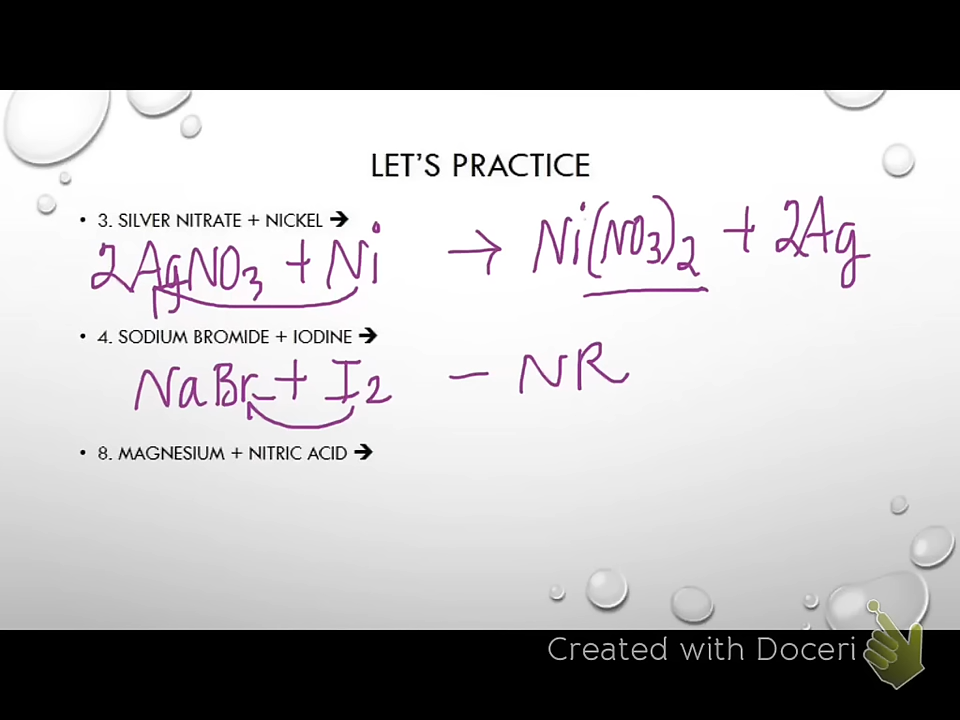 LET'S PRACTICE
• 3. SILVER NITRATE + NICKEL →
2AgNO3 + Ni → Ni(NO3)2 + 2Ag
• 4. SODIUM BROMIDE + IODINE →
NaBr + I2 – NR
• 8. MAGNESIUM + NITRIC ACID →
Created with Doceri